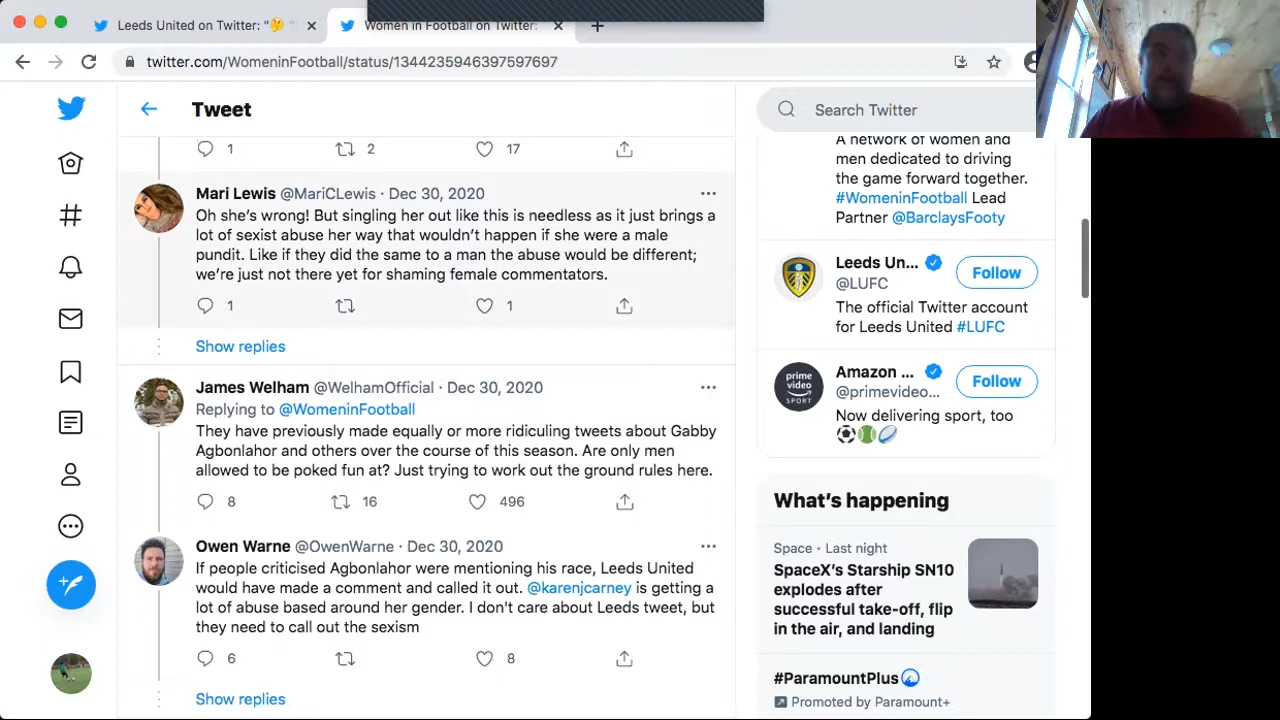 Leeds United on Twitter: "🤔 "
Women in Football on Twitter:
twitter.com/WomeninFootball/status/1344235946397597697
Tweet
Search Twitter
1 2 17
Mari Lewis @MariCLewis · Dec 30, 2020
Oh she's wrong! But singling her out like this is needless as it just brings a
lot of sexist abuse her way that wouldn't happen if she were a male
pundit. Like if they did the same to a man the abuse would be different;
we're just not there yet for shaming female commentators.
1 1
Show replies
James Welham @WelhamOfficial · Dec 30, 2020
Replying to @WomeninFootball
They have previously made equally or more ridiculing tweets about Gabby
Agbonlahor and others over the course of this season. Are only men
allowed to be poked fun at? Just trying to work out the ground rules here.
8 16 496
Owen Warne @OwenWarne · Dec 30, 2020
If people criticised Agbonlahor were mentioning his race, Leeds United
would have made a comment and called it out. @karenjcarney is getting a
lot of abuse based around her gender. I don't care about Leeds tweet, but
they need to call out the sexism
6 8
Show replies
A network of women and
men dedicated to driving
the game forward together.
#WomeninFootball Lead
Partner @BarclaysFooty
Leeds Un...
@LUFC
Follow
The official Twitter account
for Leeds United #LUFC
prime
video
SPORT
Amazon ...
@primevideo...
Follow
Now delivering sport, too
⚽🎾🏉
What's happening
Space · Last night
SpaceX's Starship SN10
explodes after
successful take-off, flip
in the air, and landing
#ParamountPlus
Promoted by Paramount+